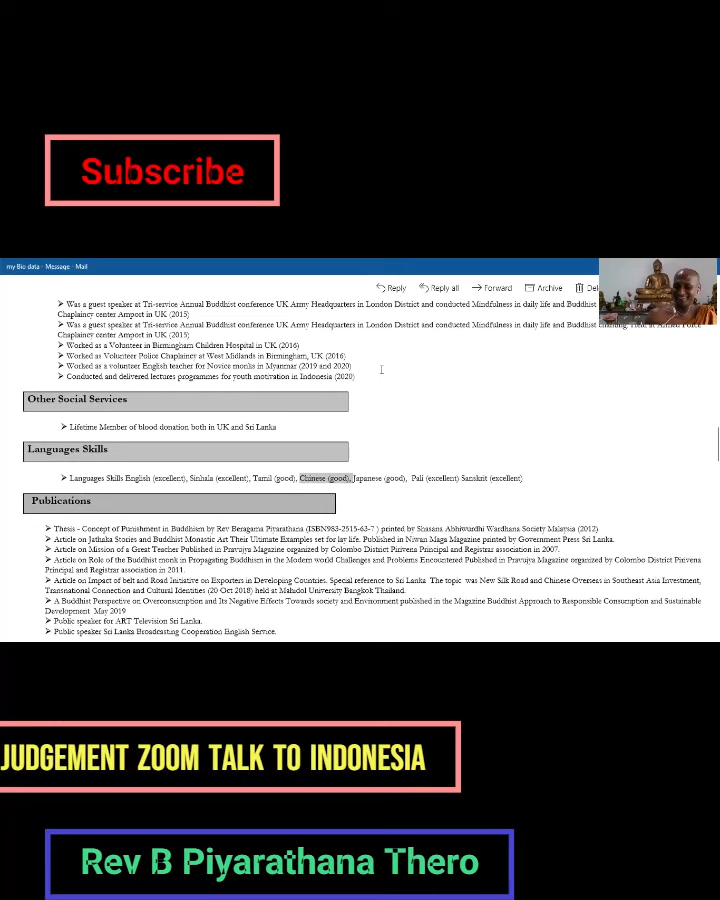 Subscribe
my Bio data - Message - Mail
Reply Reply all Forward Archive Del
➢ Was a guest speaker at Tri-service Annual Buddhist conference UK Army Headquarters in London District and conducted Mindfulness in daily life and Buddhist
Chaplaincy center Amport in UK (2015)
➢ Was a guest speaker at Tri-service Annual Buddhist conference UK Army Headquarters in London District and conducted Mindfulness in daily life and Buddhist chanting. Held at Armed Force
Chaplaincy center Amport in UK (2015)
➢ Worked as a Volunteer in Birmingham Children Hospital in UK (2016)
➢ Worked as Volunteer Police Chaplaincy at West Midlands in Birmingham, UK (2016)
➢ Worked as a volunteer English teacher for Novice monks in Myanmar (2019 and 2020)
➢ Conducted and delivered lectures programmes for youth motivation in Indonesia (2020)
Other Social Services
➢ Lifetime Member of blood donation both in UK and Sri Lanka
Languages Skills
➢ Languages Skills English (excellent), Sinhala (excellent), Tamil (good), Chinese (good), Japanese (good), Pali (excellent) Sanskrit (excellent)
Publications
➢ Thesis - Concept of Punishment in Buddhism by Rev Beragama Piyarathana (ISBN983-2515-63-7 ) printed by Shasana Abhiwurdhi Wardhana Society Malaysia (2012)
➢ Article on Jathaka Stories and Buddhist Monastic Art Their Ultimate Examples set for lay life. Published in Niwan Maga Magazine printed by Government Press Sri Lanka.
➢ Article on Mission of a Great Teacher Published in Pravujya Magazine organized by Colombo District Pirivena Principal and Registrar association in 2007.
➢ Article on Role of the Buddhist monk in Propagating Buddhism in the Modern world Challenges and Problems Encountered Published in Pravujya Magazine organized by Colombo District Pirivena
Principal and Registrar association in 2011.
➢ Article on Impact of belt and Road Initiative on Exporters in Developing Countries. Special reference to Sri Lanka The topic was New Silk Road and Chinese Overseas in Southeast Asia Investment,
Transnational Connection and Cultural Identities (20 Oct 2018) held at Mahidol University Bangkok Thailand.
➢ A Buddhist Perspective on Overconsumption and Its Negative Effects Towards society and Environment published in the Magazine Buddhist Approach to Responsible Consumption and Sustainable
Development May 2019
➢ Public speaker for ART Television Sri Lanka.
➢ Public speaker Sri Lanka Broadcasting Cooperation English Service.
JUDGEMENT ZOOM TALK TO INDONESIA
Rev B Piyarathana Thero